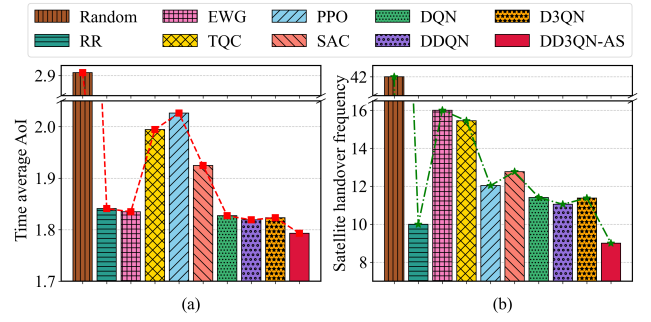 Random EWG PPO DQN D3QN
RR TQC SAC DDQN DD3QN-AS
Time average AoI
2.9
2.0
1.9
1.8
1.7
(a)
Satellite handover frequency
42
16
14
12
10
8
(b)